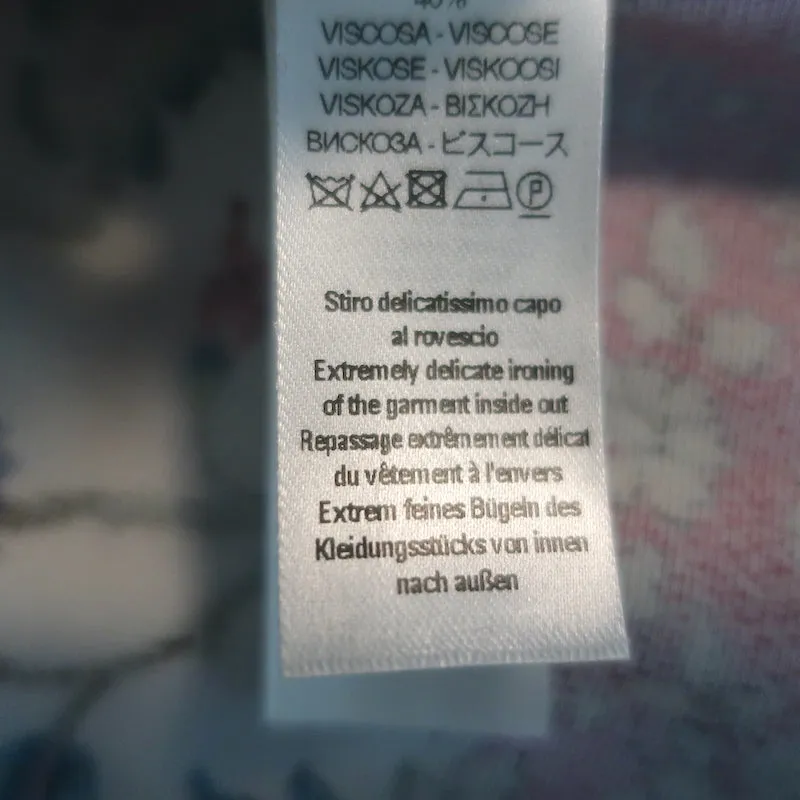 40%
VISCOSA - VISCOSE
VISKOSE - VISKOOSI
VISKOZA - ΒΙΣΚΟΖΗ
ВИСКОЗА - ビスコース
P
Stiro delicatissimo capo
al rovescio
Extremely delicate ironing
of the garment inside out
Repassage extrêmement délicat
du vêtement à l'envers
Extrem feines Bügeln des
Kleidungsstücks von innen
nach außen